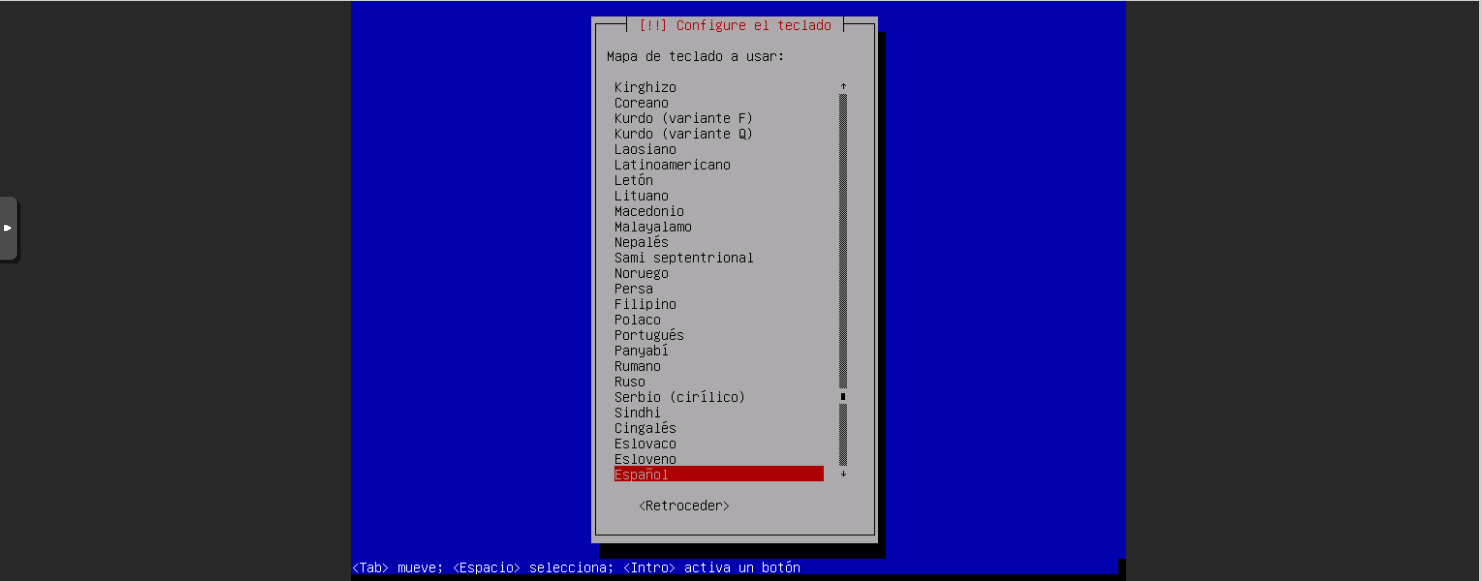 [!!] Configure el teclado
Mapa de teclado a usar:
Kirghizo
Coreano
Kurdo (variante F)
Kurdo (variante Q)
Laosiano
Latinoamericano
Letón
Lituano
Macedonio
Malayalamo
Nepalés
Sami septentrional
Noruego
Persa
Filipino
Polaco
Portugués
Panyabí
Rumano
Ruso
Serbio (cirílico)
Sindhi
Cingalés
Eslovaco
Esloveno
Español
<Retroceder>
<Tab> mueve; <Espacio> selecciona; <Intro> activa un botón